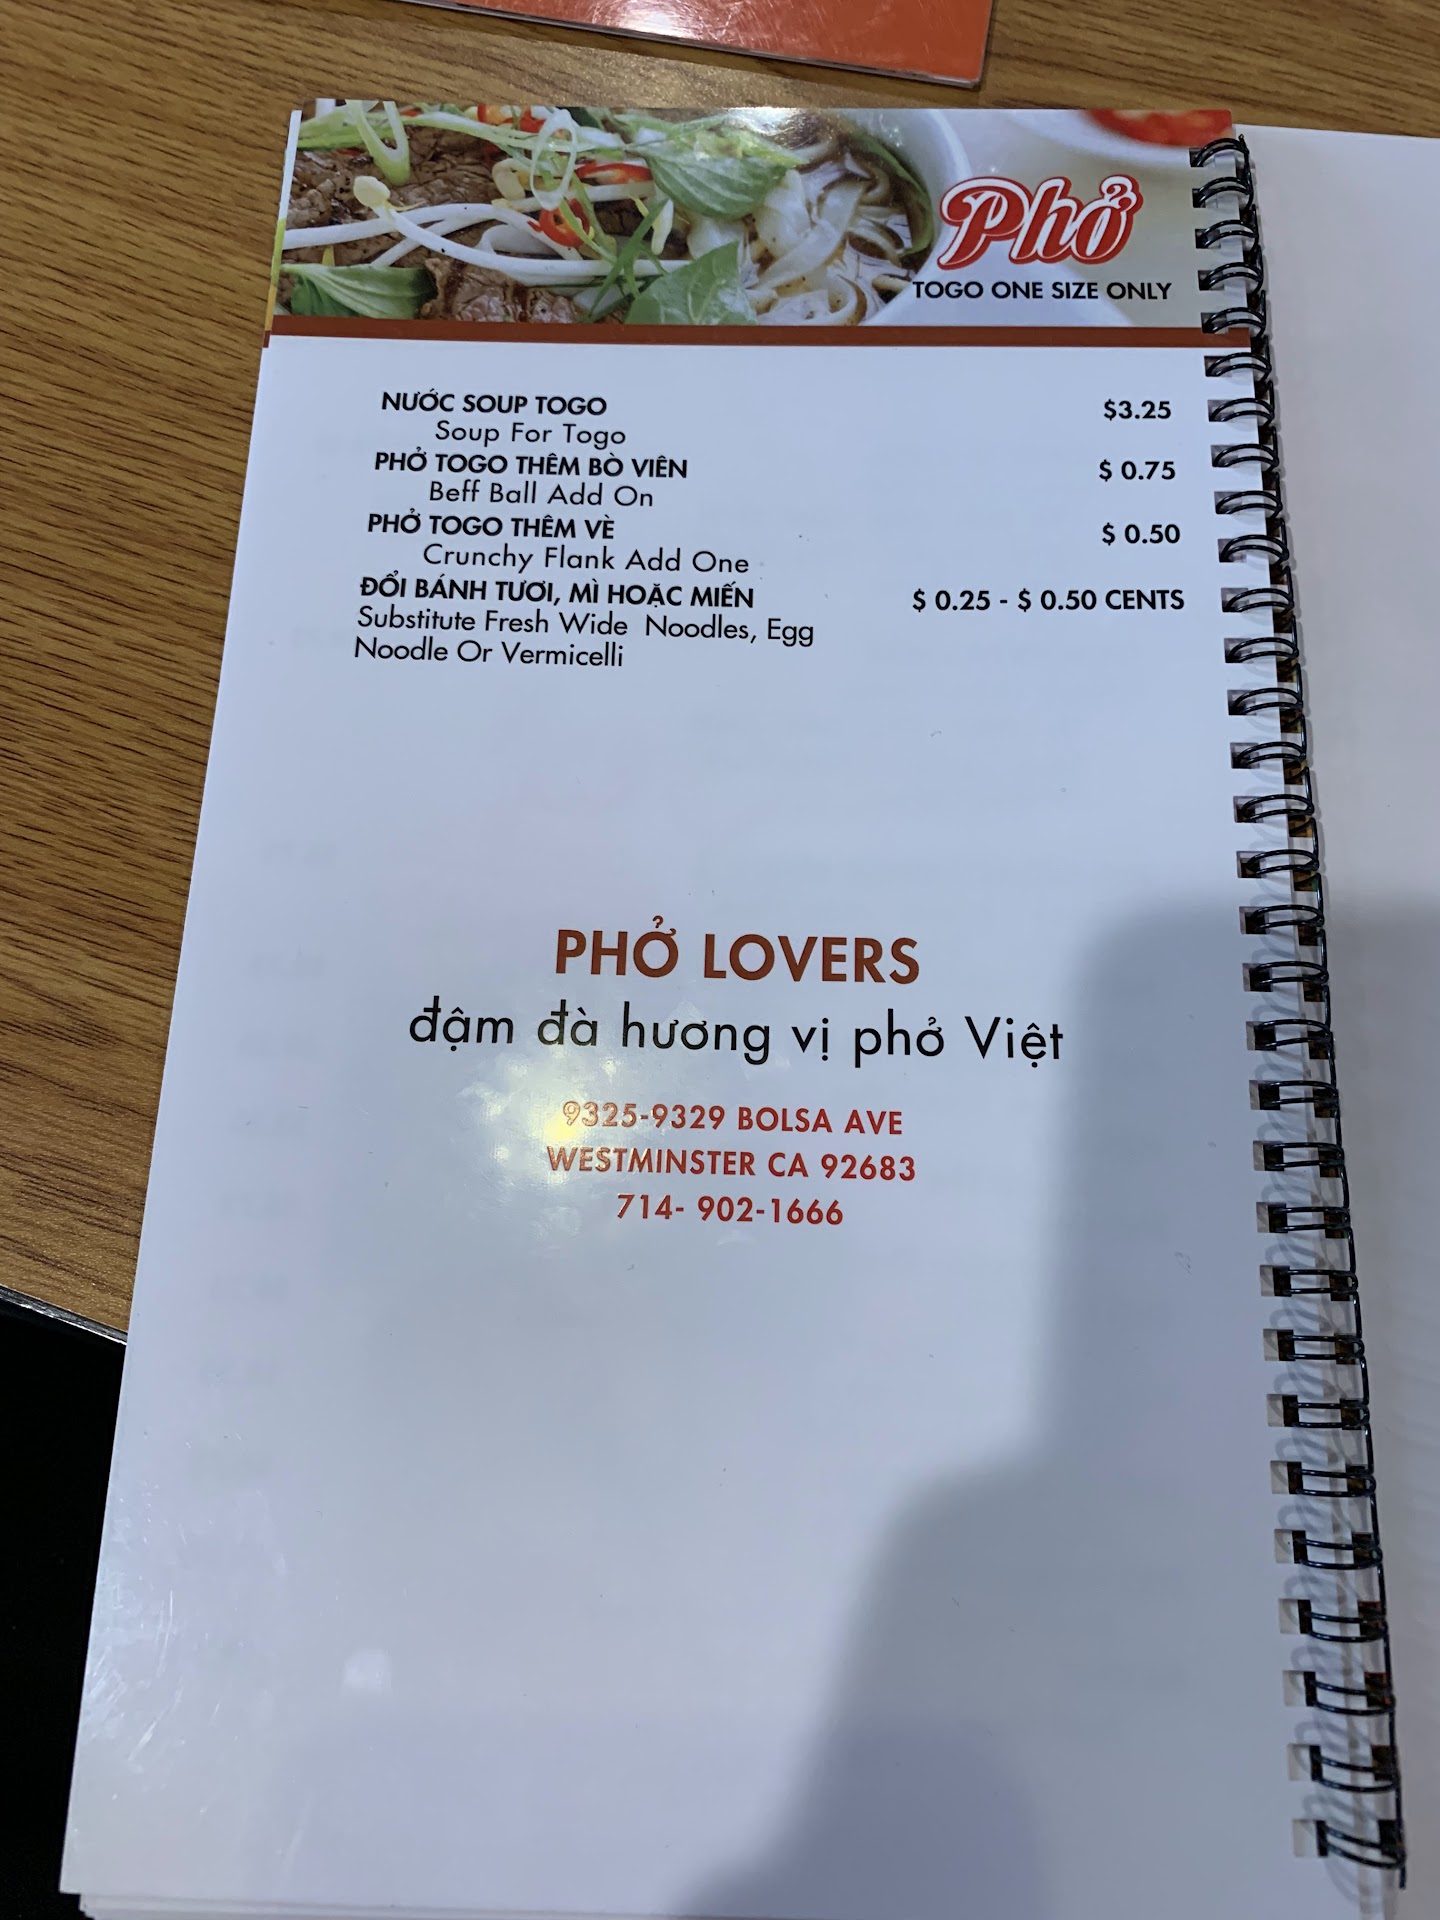 Phở
TOGO ONE SIZE ONLY
NƯỚC SOUP TOGO $3.25
Soup For Togo
PHỞ TOGO THÊM BÒ VIÊN $ 0.75
Beff Ball Add On
PHỞ TOGO THÊM VÈ $ 0.50
Crunchy Flank Add One
ĐỔI BÁNH TƯƠI, MÌ HOẶC MIẾN $ 0.25 - $ 0.50 CENTS
Substitute Fresh Wide Noodles, Egg
Noodle Or Vermicelli
PHỞ LOVERS
đậm đà hương vị phở Việt
9325-9329 BOLSA AVE
WESTMINSTER CA 92683
714- 902-1666